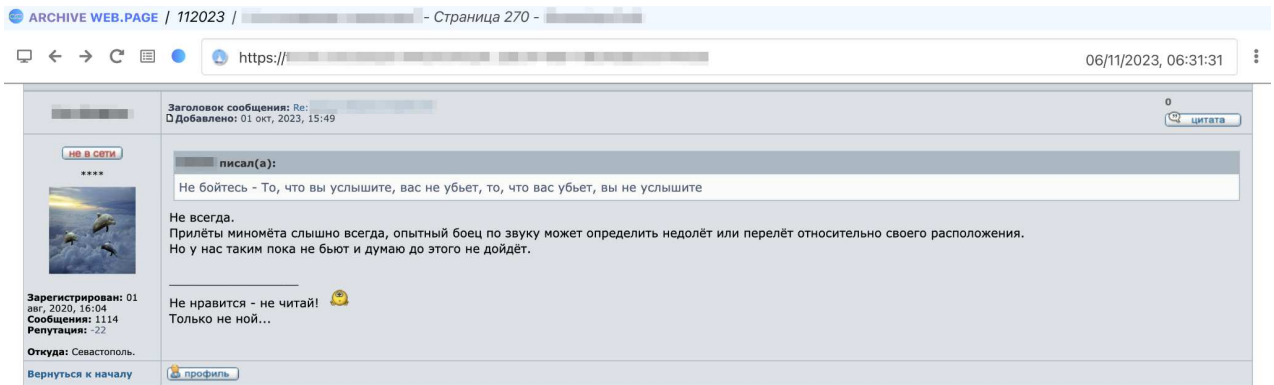 ARCHIVE WEB.PAGE / 112023 / - Страница 270 -
https:// 06/11/2023, 06:31:31
Заголовок сообщения: Re:
Добавлено: 01 окт, 2023, 15:49
0
цитата
не в сети
****
писал(а):
Не бойтесь - То, что вы услышите, вас не убьет, то, что вас убьет, вы не услышите
Не всегда.
Прилёты миномёта слышно всегда, опытный боец по звуку может определить недолёт или перелёт относительно своего расположения.
Но у нас таким пока не бьют и думаю до этого не дойдёт.
Не нравится - не читай!
Только не ной...
Зарегистрирован: 01
авг, 2020, 16:04
Сообщения: 1114
Репутация: -22
Откуда: Севастополь.
Вернуться к началу
профиль